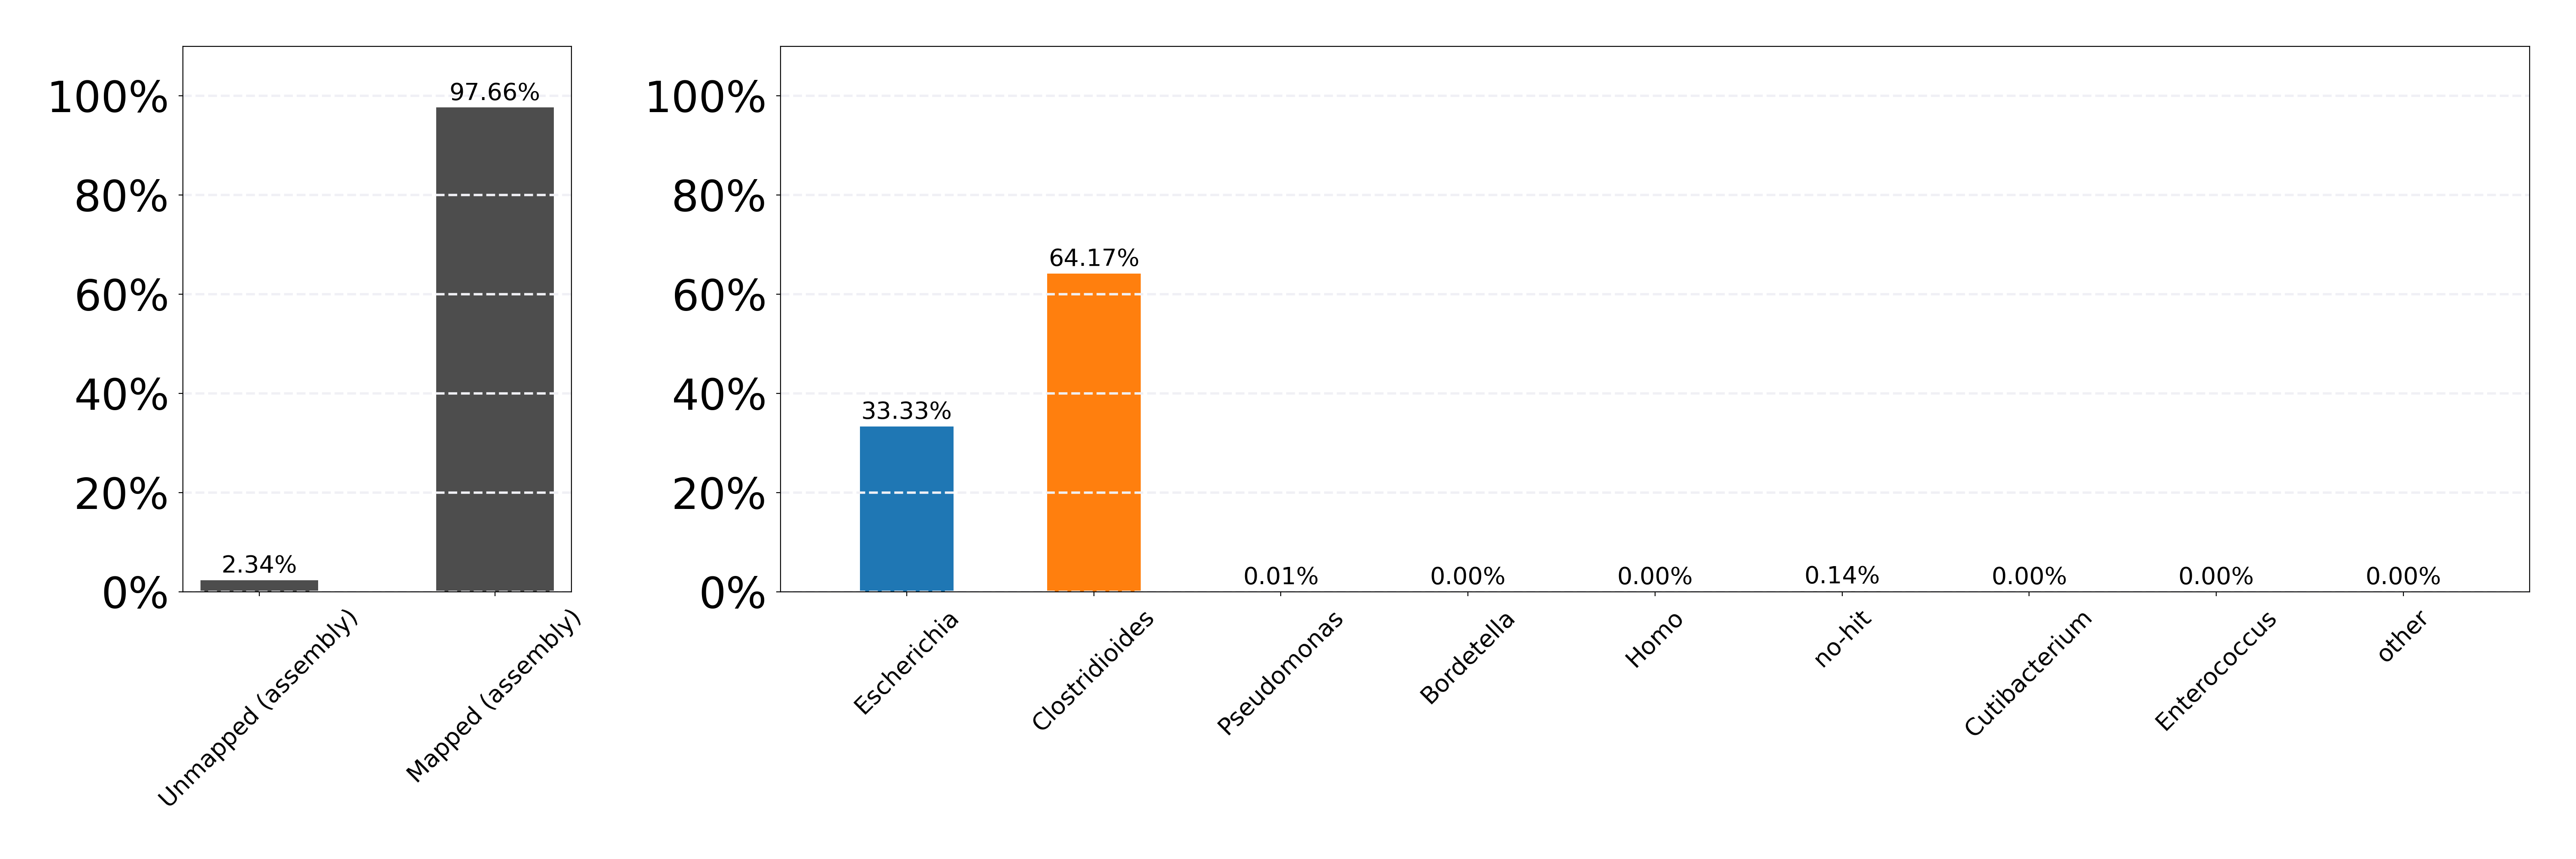 100%
80%
60%
40%
20%
0%
97.66%
2.34%
Unmapped (assembly)
Mapped (assembly)
100%
80%
60%
40%
20%
0%
33.33%
64.17%
0.01%
0.00%
0.00%
0.14%
0.00%
0.00%
0.00%
Escherichia
Clostridioides
Pseudomonas
Bordetella
Homo
no-hit
Cutibacterium
Enterococcus
other